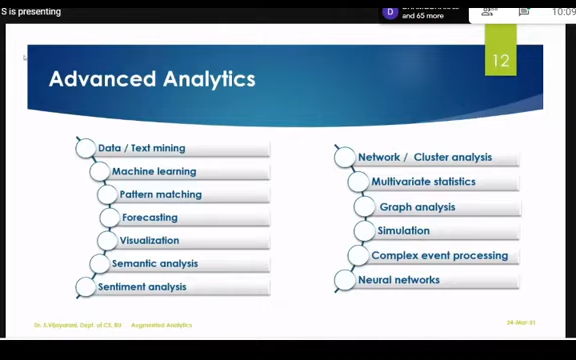 S is presenting
D
and 65 more
10:09
12
Advanced Analytics
Data / Text mining
Machine learning
Pattern matching
Forecasting
Visualization
Semantic analysis
Sentiment analysis
Network / Cluster analysis
Multivariate statistics
Graph analysis
Simulation
Complex event processing
Neural networks
Dr. S.Vijayarani, Dept. of CS, BU Augmented Analytics
24-Mar-21